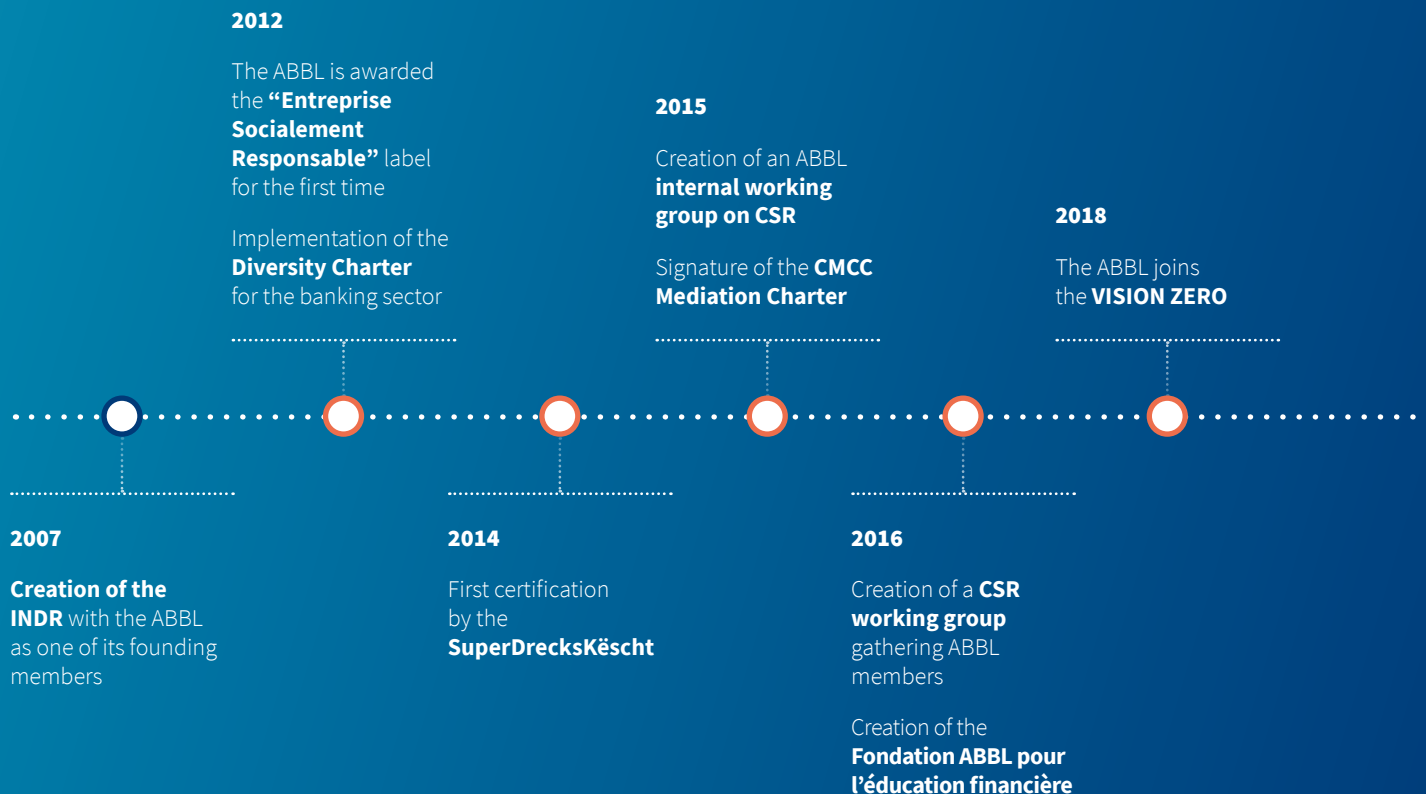 2012
The ABBL is awarded
the “Entreprise
Socialement
Responsable” label
for the first time
Implementation of the
Diversity Charter
for the banking sector
2015
Creation of an ABBL
internal working
group on CSR
Signature of the CMCC
Mediation Charter
2018
The ABBL joins
the VISION ZERO
2007
Creation of the
INDR with the ABBL
as one of its founding
members
2014
First certification
by the
SuperDrecksKëscht
2016
Creation of a CSR
working group
gathering ABBL
members
Creation of the
Fondation ABBL pour
l’éducation financière